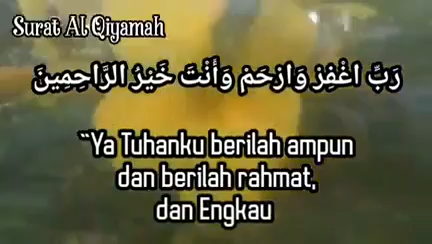 Surat Al Qiyamah
رَبِّ اغْفِرْ وَارْحَمْ وَأَنْتَ خَيْرُ الرَّاحِمِينَ
“Ya Tuhanku berilah ampun
dan berilah rahmat,
dan Engkau